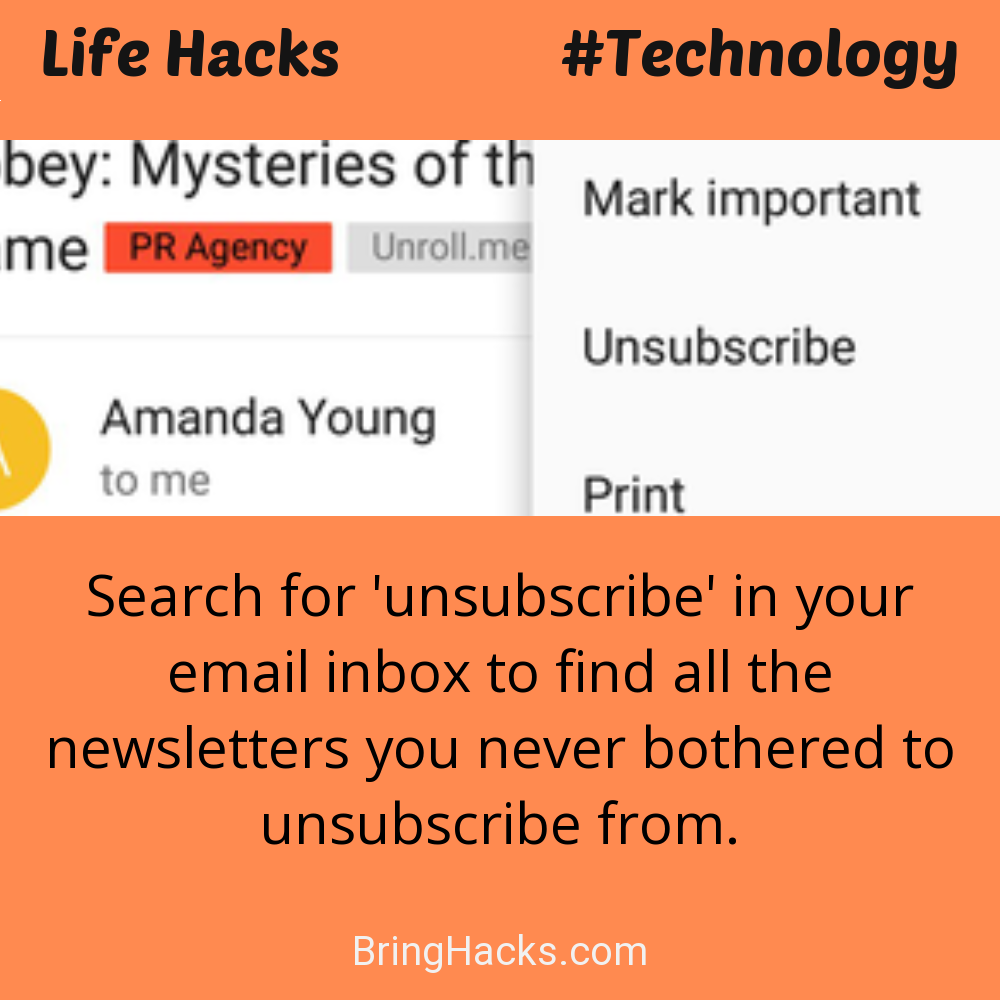 Life Hacks #Technology
bey: Mysteries of th
me PR Agency Unroll.me
Mark important
Unsubscribe
Amanda Young
to me
Print
Search for 'unsubscribe' in your
email inbox to find all the
newsletters you never bothered to
unsubscribe from.
BringHacks.com